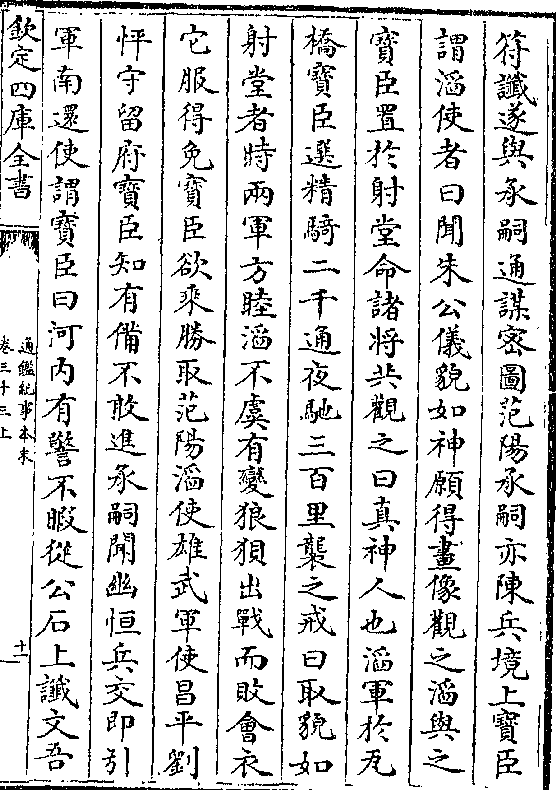 符讖遂與承嗣通謀密圖范陽承嗣亦陳兵境上寶臣
謂滔使者曰聞朱公儀貌如神願得畫像觀之滔與之
寶臣置於射堂命諸將共觀之曰真神人也滔軍於瓦
橋寶臣選精騎二千通夜馳三百里襲之戒曰取貌如
射堂者時兩軍方睦滔不虞有變狼狽出戰而敗會衣
它服得免寶臣欲乘勝取范陽滔使雄武軍使昌平劉
怦守留府寶臣知有備不敢進承嗣聞幽恒兵交即引
軍南還使謂寶臣曰河內有警不暇從公石上讖文吾
欽定四庫全書
通鑑紀事本末
卷三十三上
十一